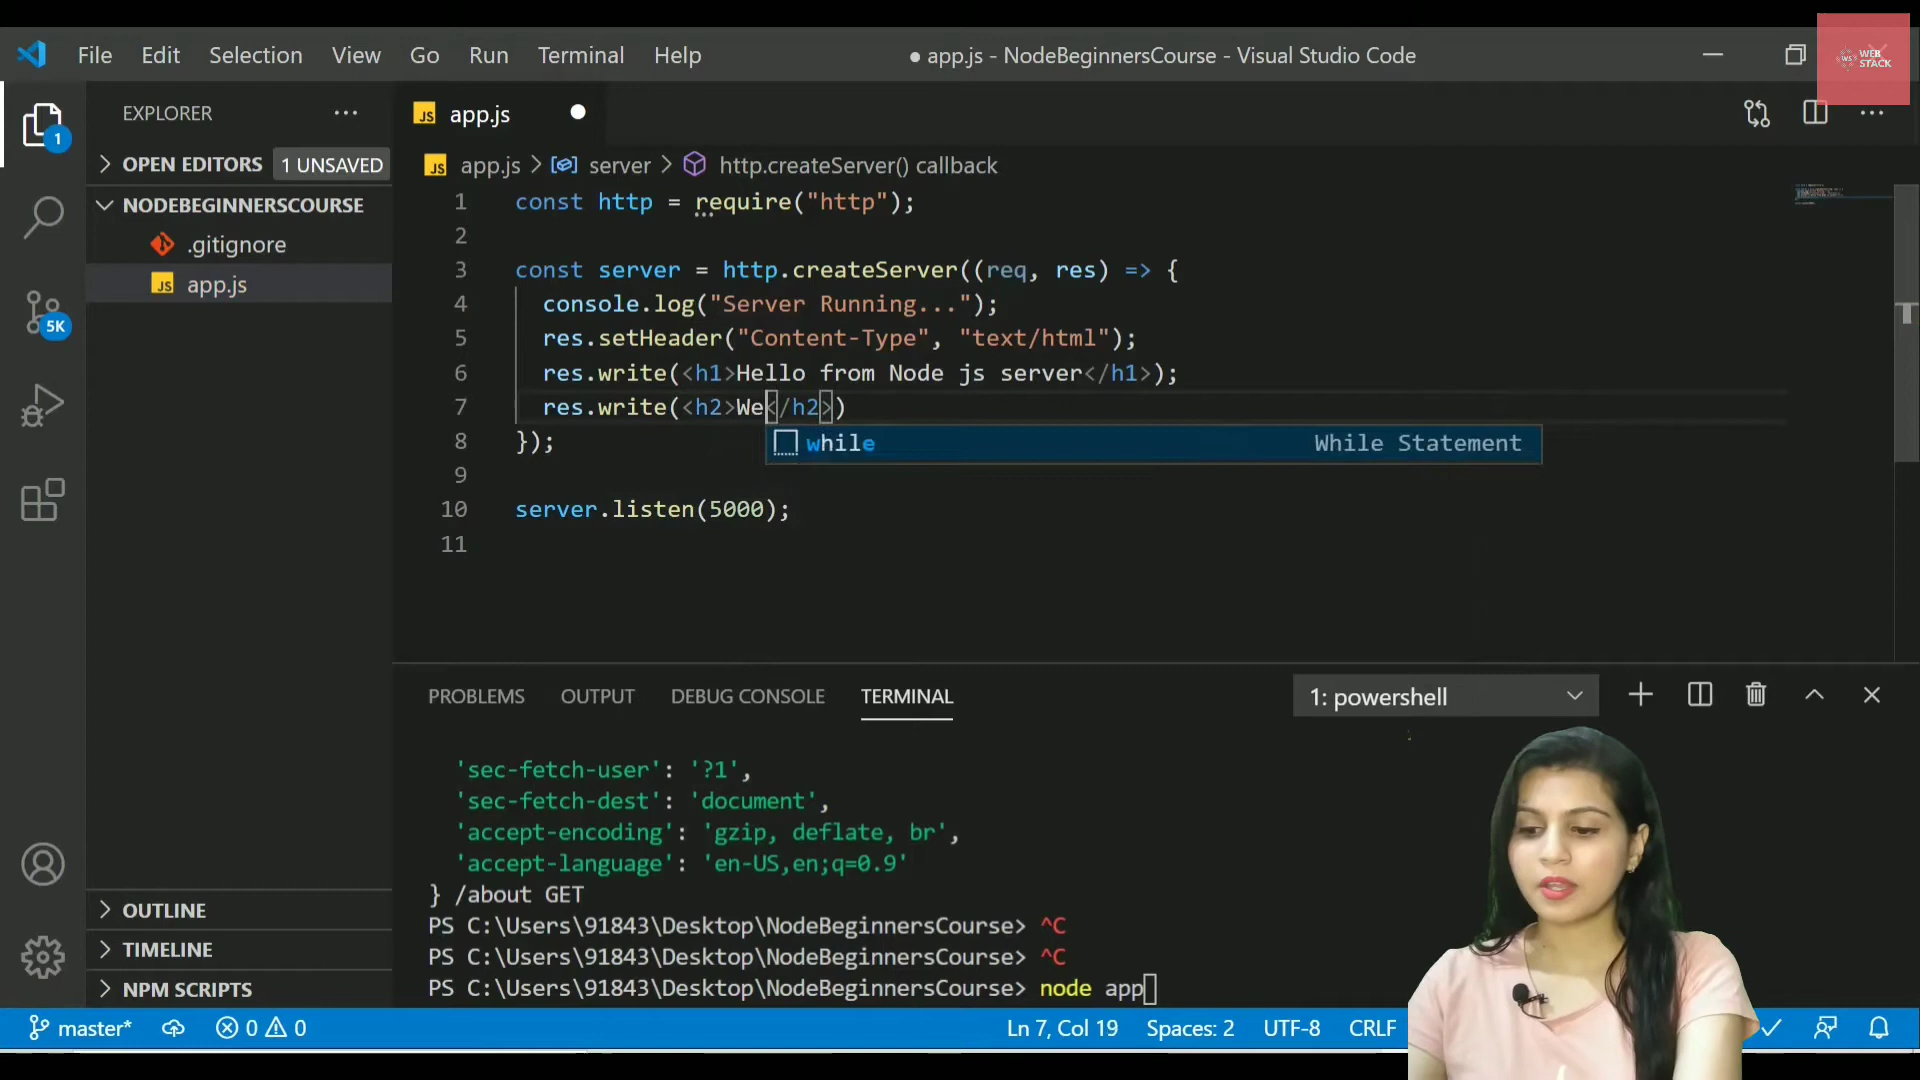 File Edit Selection View Go Run Terminal Help
● app.js - NodeBeginnersCourse - Visual Studio Code
WS WEB STACK
EXPLORER
JS app.js
1
OPEN EDITORS 1 UNSAVED
JS app.js > server > http.createServer() callback
NODEBEGINNERSCOURSE
.gitignore
JS app.js
5K
1 const http = require("http");
2
3 const server = http.createServer((req, res) => {
4 console.log("Server Running...");
5 res.setHeader("Content-Type", "text/html");
6 res.write(<h1>Hello from Node js server</h1>);
7 res.write(<h2>We</h2>)
while While Statement
8 });
9
10 server.listen(5000);
11
PROBLEMS OUTPUT DEBUG CONSOLE TERMINAL
1: powershell
'sec-fetch-user': '?1',
'sec-fetch-dest': 'document',
'accept-encoding': 'gzip, deflate, br',
'accept-language': 'en-US,en;q=0.9'
} /about GET
PS C:\Users\91843\Desktop\NodeBeginnersCourse> ^C
PS C:\Users\91843\Desktop\NodeBeginnersCourse> ^C
PS C:\Users\91843\Desktop\NodeBeginnersCourse> node app
OUTLINE
TIMELINE
NPM SCRIPTS
master* 0 0
Ln 7, Col 19 Spaces: 2 UTF-8 CRLF